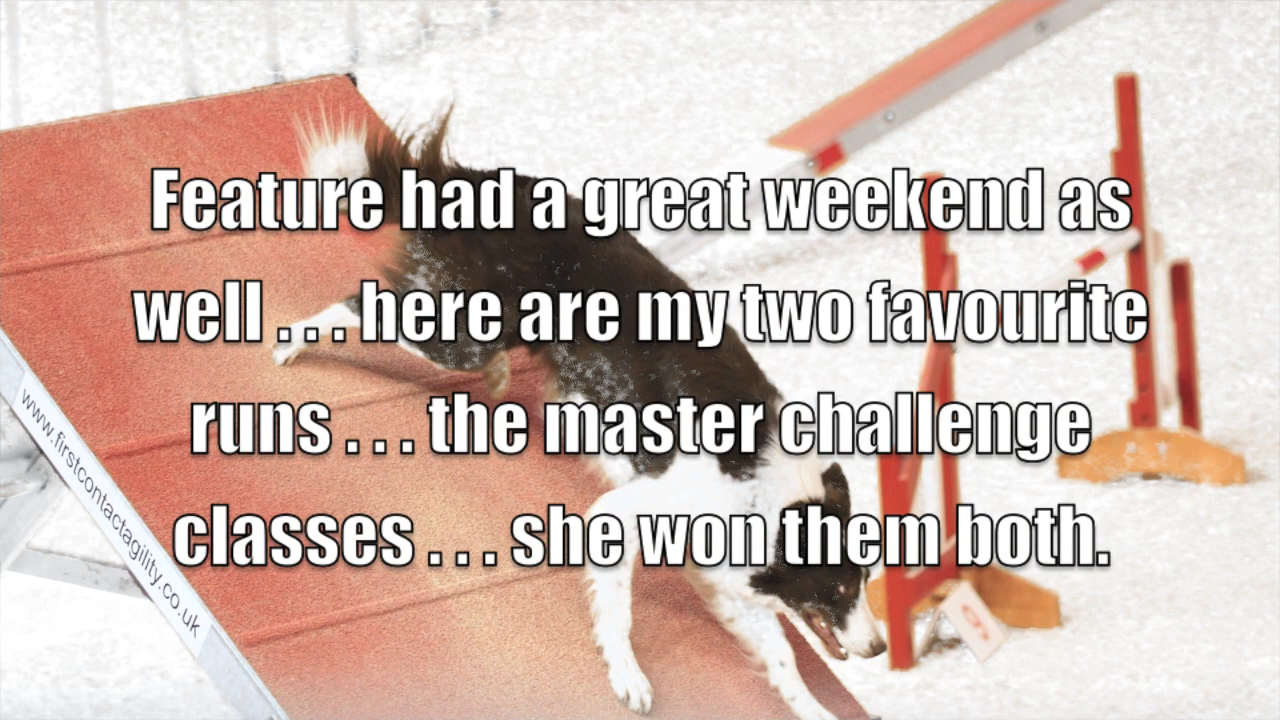 Feature had a great weekend as
well . . . here are my two favourite
runs . . . the master challenge
classes . . . she won them both.
www.firstcontactagility.co.uk